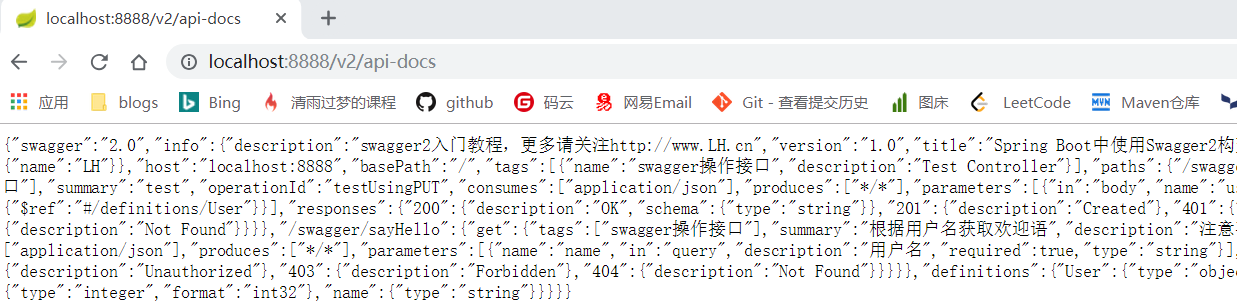 localhost:8888/v2/api-docs
localhost:8888/v2/api-docs
应用 blogs Bing 清雨过梦的课程 github 码云 网易Email Git - 查看提交历史 图床 LeetCode Maven仓库
{"swagger":"2.0","info":{"description":"swagger2入门教程，更多请关注http://www.LH.cn","version":"1.0","title":"Spring Boot中使用Swagger2构
{"name":"LH"}},"host":"localhost:8888","basePath":"/","tags":[{"name":"swagger操作接口","description":"Test Controller"}],"paths":{"/swagge
口"],"summary":"test","operationId":"testUsingPUT","consumes":["application/json"],"produces":["*/*"],"parameters":[{"in":"body","name":"us
{"$ref":"#/definitions/User"}}],"responses":{"200":{"description":"OK","schema":{"type":"string"}},"201":{"description":"Created"},"401":{
{"description":"Not Found"}}}},"/swagger/sayHello":{"get":{"tags":["swagger操作接口"],"summary":"根据用户名获取欢迎语","description":"注意
["application/json"],"produces":["*/*"],"parameters":[{"name":"name","in":"query","description":"用户名","required":true,"type":"string"}],
{"description":"Unauthorized"},"403":{"description":"Forbidden"},"404":{"description":"Not Found"}}}}},"definitions":{"User":{"type":"objec
{"type":"integer","format":"int32"},"name":{"type":"string"}}}}}